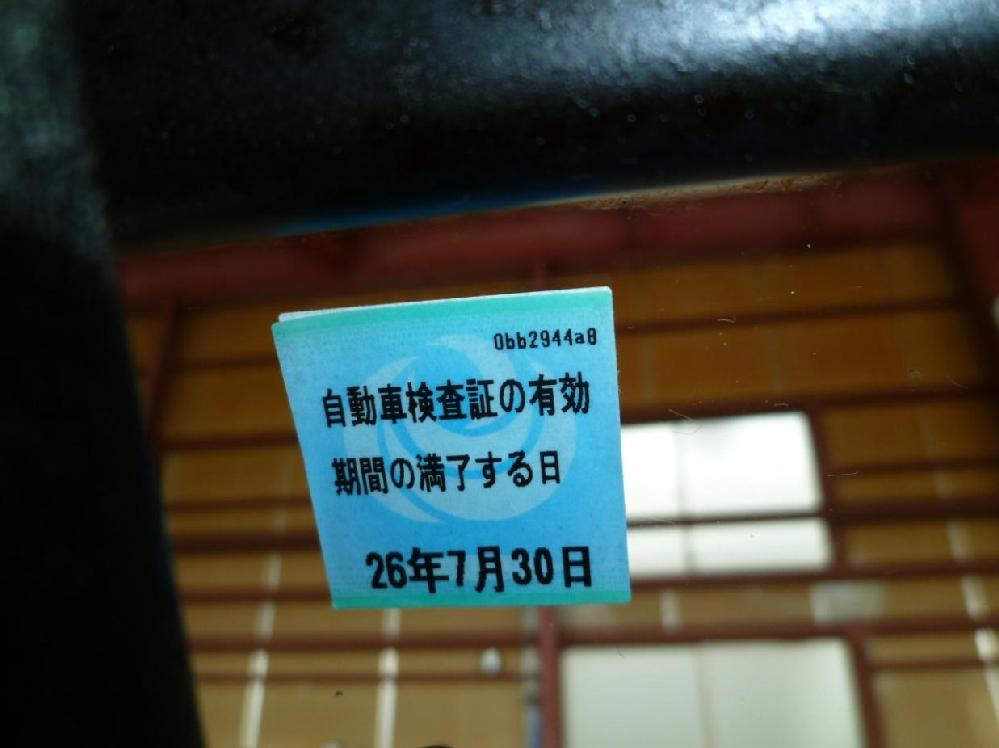 0bb2944a8
自動車検査証の有効
期間の満了する日
26年7月30日